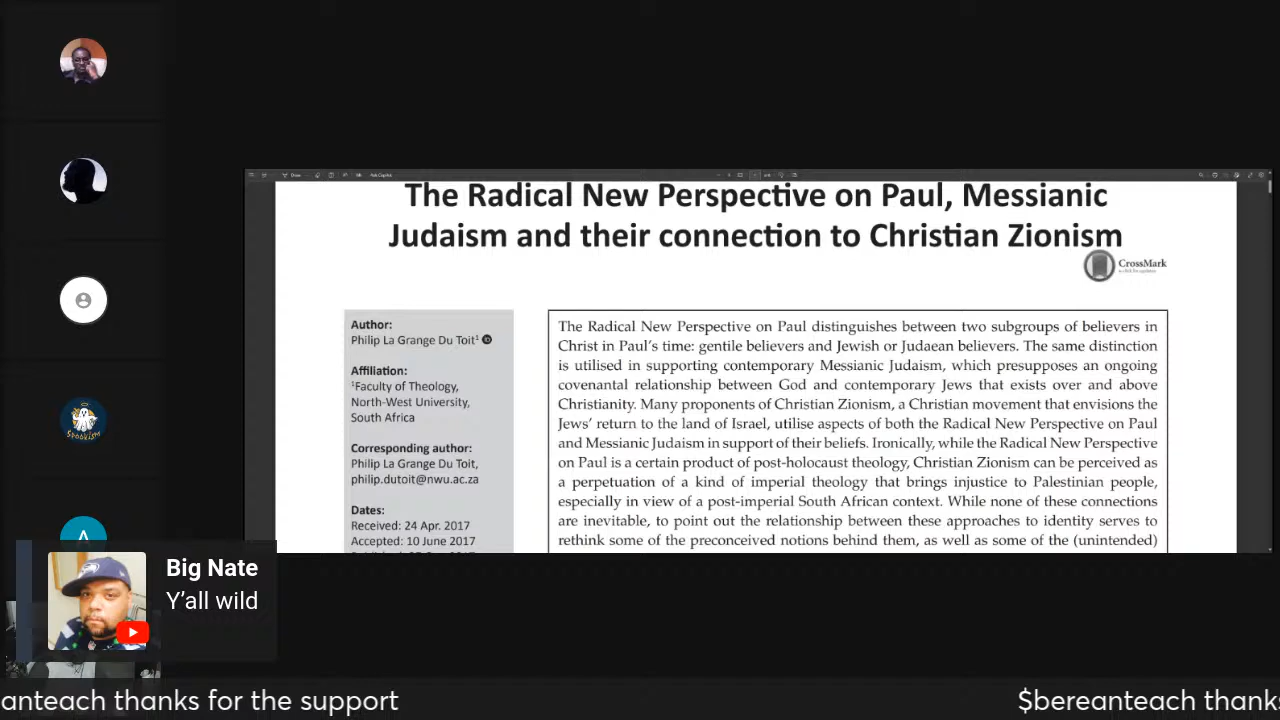 The Radical New Perspective on Paul, Messianic
Judaism and their connection to Christian Zionism
CrossMark
Author:
Philip La Grange Du Toit¹
Affiliation:
¹Faculty of Theology,
North-West University,
South Africa
Corresponding author:
Philip La Grange Du Toit,
philip.dutoit@nwu.ac.za
Dates:
Received: 24 Apr. 2017
Accepted: 10 June 2017
The Radical New Perspective on Paul distinguishes between two subgroups of believers in
Christ in Paul's time: gentile believers and Jewish or Judaean believers. The same distinction
is utilised in supporting contemporary Messianic Judaism, which presupposes an ongoing
covenantal relationship between God and contemporary Jews that exists over and above
Christianity. Many proponents of Christian Zionism, a Christian movement that envisions the
Jews' return to the land of Israel, utilise aspects of both the Radical New Perspective on Paul
and Messianic Judaism in support of their beliefs. Ironically, while the Radical New Perspective
on Paul is a certain product of post-holocaust theology, Christian Zionism can be perceived as
a perpetuation of a kind of imperial theology that brings injustice to Palestinian people,
especially in view of a post-imperial South African context. While none of these connections
are inevitable, to point out the relationship between these approaches to identity serves to
rethink some of the preconceived notions behind them, as well as some of the (unintended)
Spookism
A
Big Nate
Y'all wild
anteach thanks for the support
$bereanteach thanks